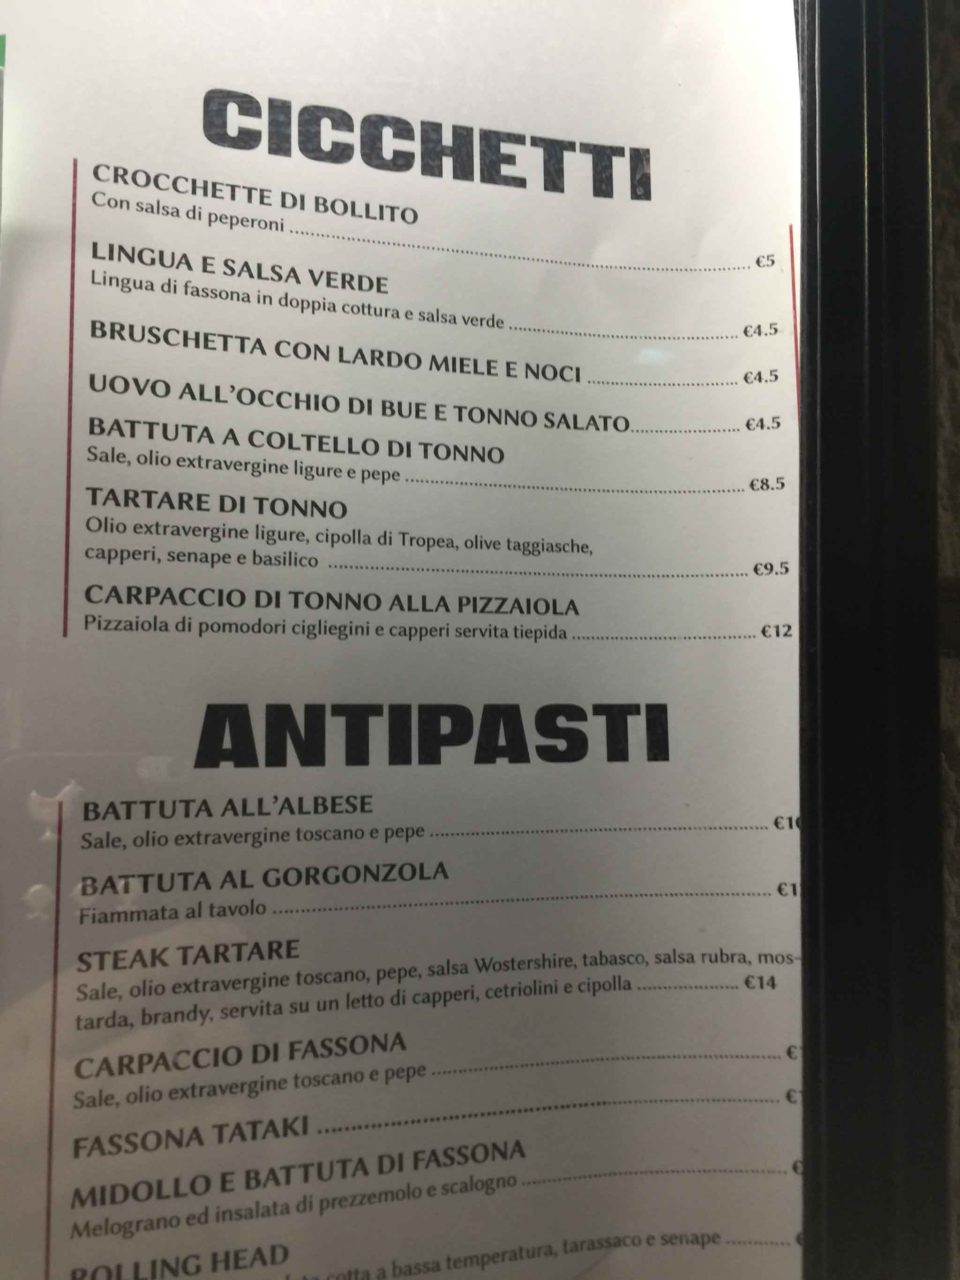 CICCHETTI
CROCCHETTE DI BOLLITO
Con salsa di peperoni ........ €5
LINGUA E SALSA VERDE
Lingua di fassona in doppia cottura e salsa verde ........ €4.5
BRUSCHETTA CON LARDO MIELE E NOCI ........ €4.5
UOVO ALL'OCCHIO DI BUE E TONNO SALATO........ €4.5
BATTUTA A COLTELLO DI TONNO
Sale, olio extravergine ligure e pepe ........ €8.5
TARTARE DI TONNO
Olio extravergine ligure, cipolla di Tropea, olive taggiasche,
capperi, senape e basilico ........ €9.5
CARPACCIO DI TONNO ALLA PIZZAIOLA
Pizzaiola di pomodori cigliegini e capperi servita tiepida ........ €12
ANTIPASTI
BATTUTA ALL'ALBESE
Sale, olio extravergine toscano e pepe ........
BATTUTA AL GORGONZOLA
Fiammata al tavolo ........
STEAK TARTARE
Sale, olio extravergine toscano, pepe, salsa Wostershire, tabasco, salsa rubra, mos-
tarda, brandy, servita su un letto di capperi, cetriolini e cipolla ........ €14
CARPACCIO DI FASSONA
Sale, olio extravergine toscano e pepe ........ €
FASSONA TATAKI ........ €
MIDOLLO E BATTUTA DI FASSONA
Melograno ed insalata di prezzemolo e scalogno ........ €
ROLLING HEAD
cotta a bassa temperatura, tarassaco e senape ........